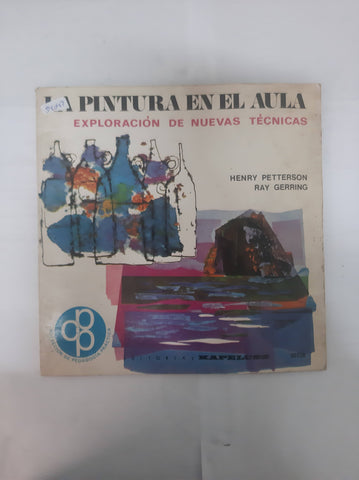 LA PINTURA EN EL AULA
EXPLORACIÓN DE NUEVAS TÉCNICAS
HENRY PETTERSON
RAY GERRING
EDITORIAL KAPELUSZ